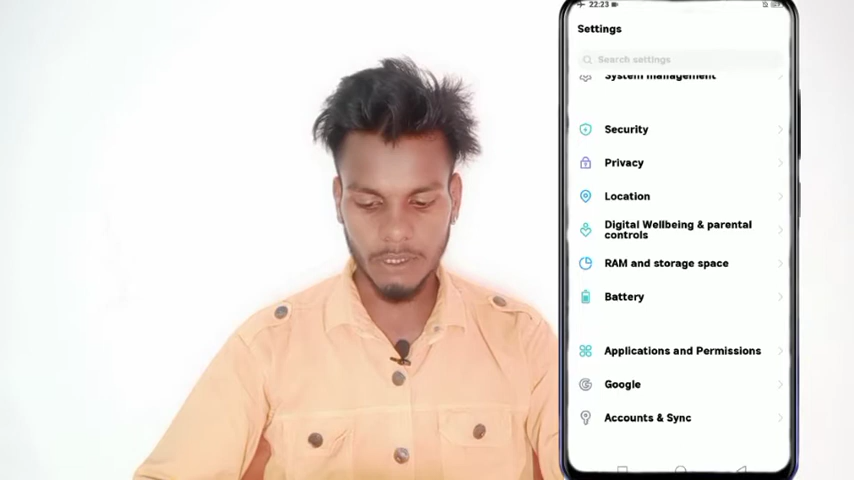 22:23
Settings
Search settings
System management
Security
Privacy
Location
Digital Wellbeing & parental
controls
RAM and storage space
Battery
Applications and Permissions
Google
Accounts & Sync